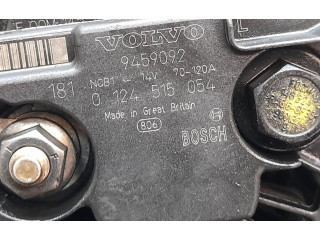 VOLVO
L
9459092
NCB1 ← 14V 70-120A
181 0 124 515 054
Made in Great Britain
806
BOSCH